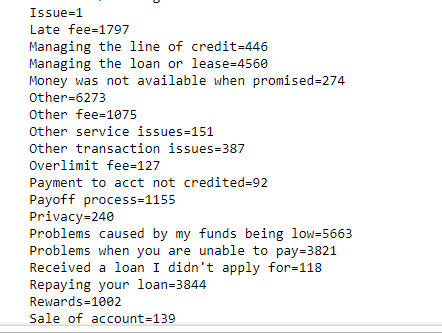 Issue=1
Late fee=1797
Managing the line of credit=446
Managing the loan or lease=4560
Money was not available when promised=274
Other=6273
Other fee=1075
Other service issues=151
Other transaction issues=387
Overlimit fee=127
Payment to acct not credited=92
Payoff process=1155
Privacy=240
Problems caused by my funds being low=5663
Problems when you are unable to pay=3821
Received a loan I didn't apply for=118
Repaying your loan=3844
Rewards=1002
Sale of account=139